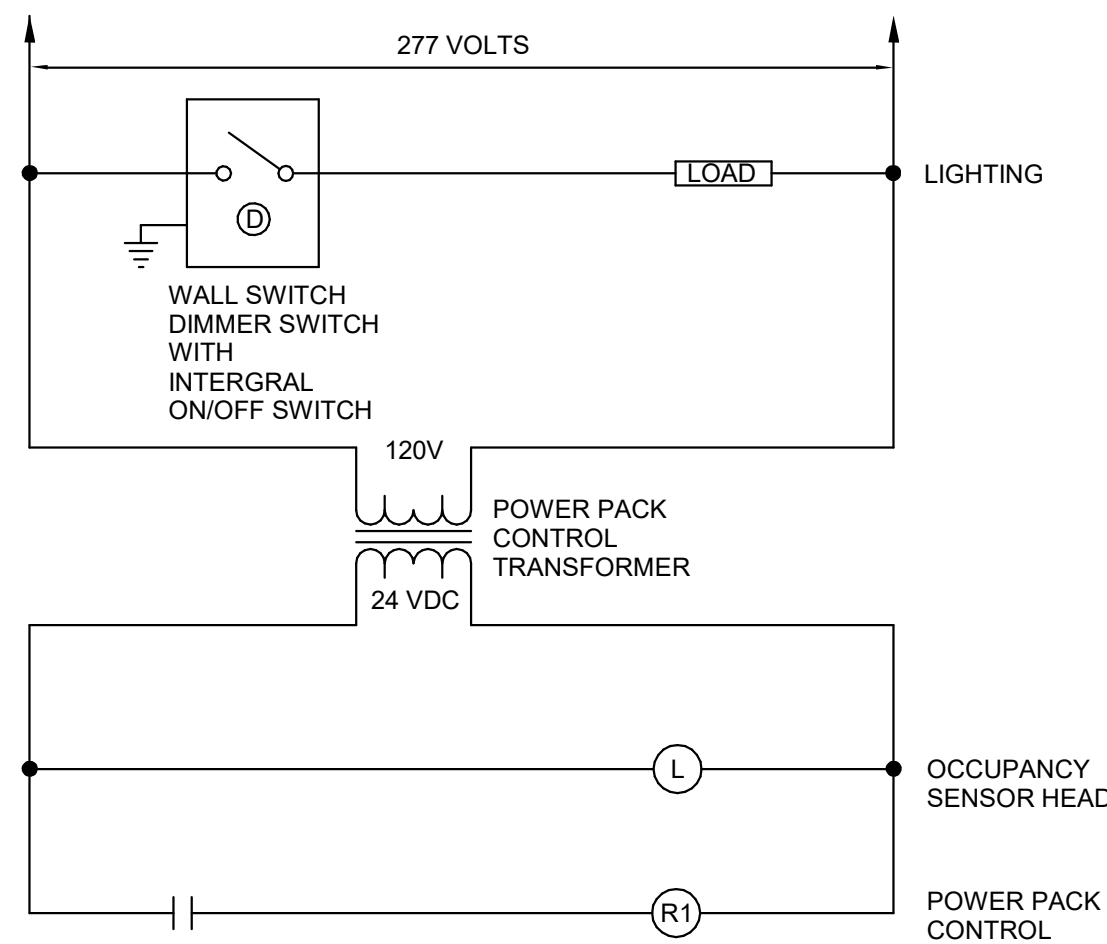 277 VOLTS
LOAD
LIGHTING
D
WALL SWITCH
DIMMER SWITCH
WITH
INTERGRAL
ON/OFF SWITCH
120V
POWER PACK
CONTROL
TRANSFORMER
24 VDC
L
OCCUPANCY
SENSOR HEAD
R1
POWER PACK
CONTROL